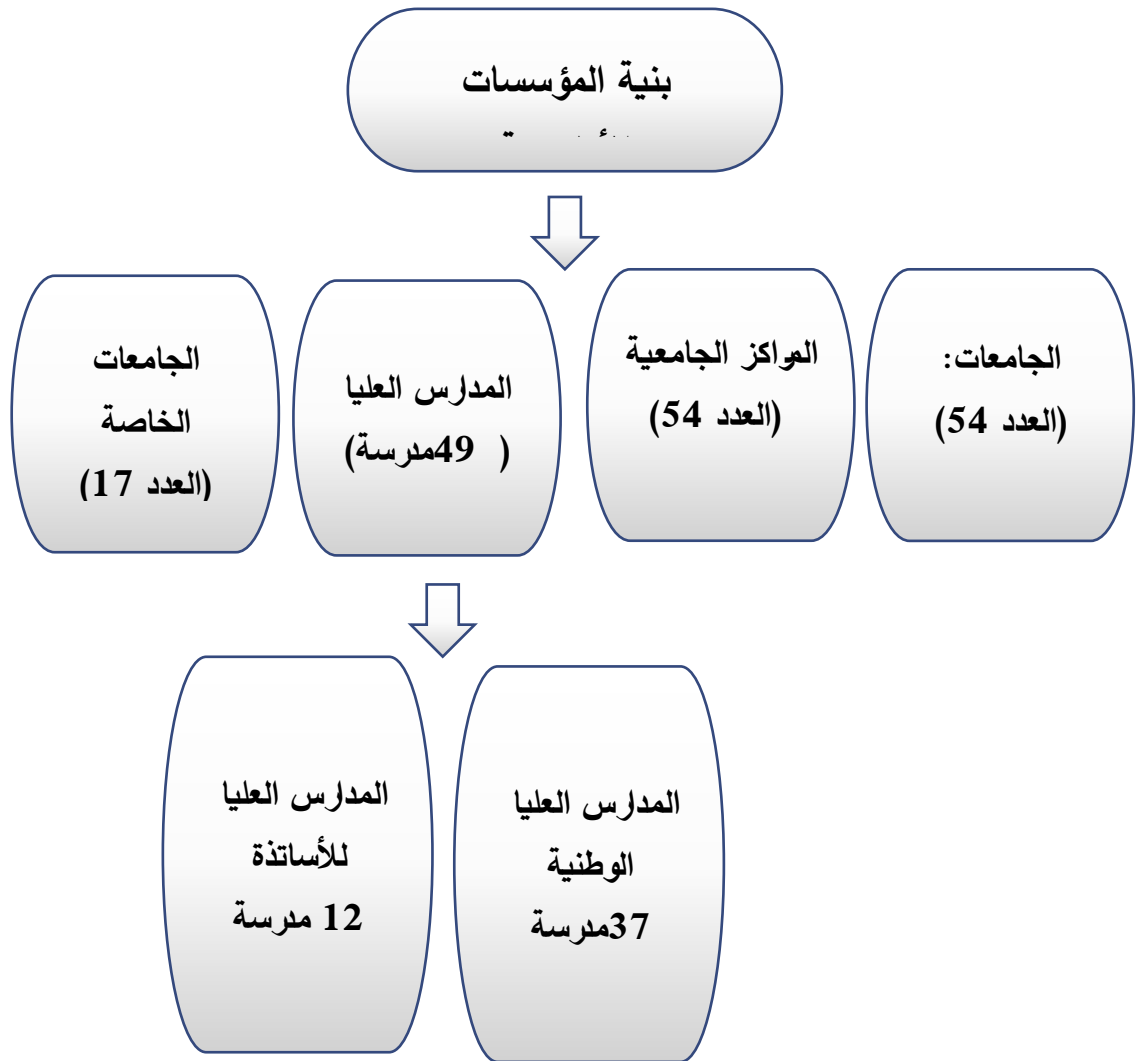 بنية المؤسسات
الجامعات:
(العدد 54)
المراكز الجامعية
(العدد 54)
المدارس العليا
( 49مدرسة)
الجامعات
الخاصة
(العدد 17)
المدارس العليا
الوطنية
37مدرسة
المدارس العليا
للأساتذة
12 مدرسة